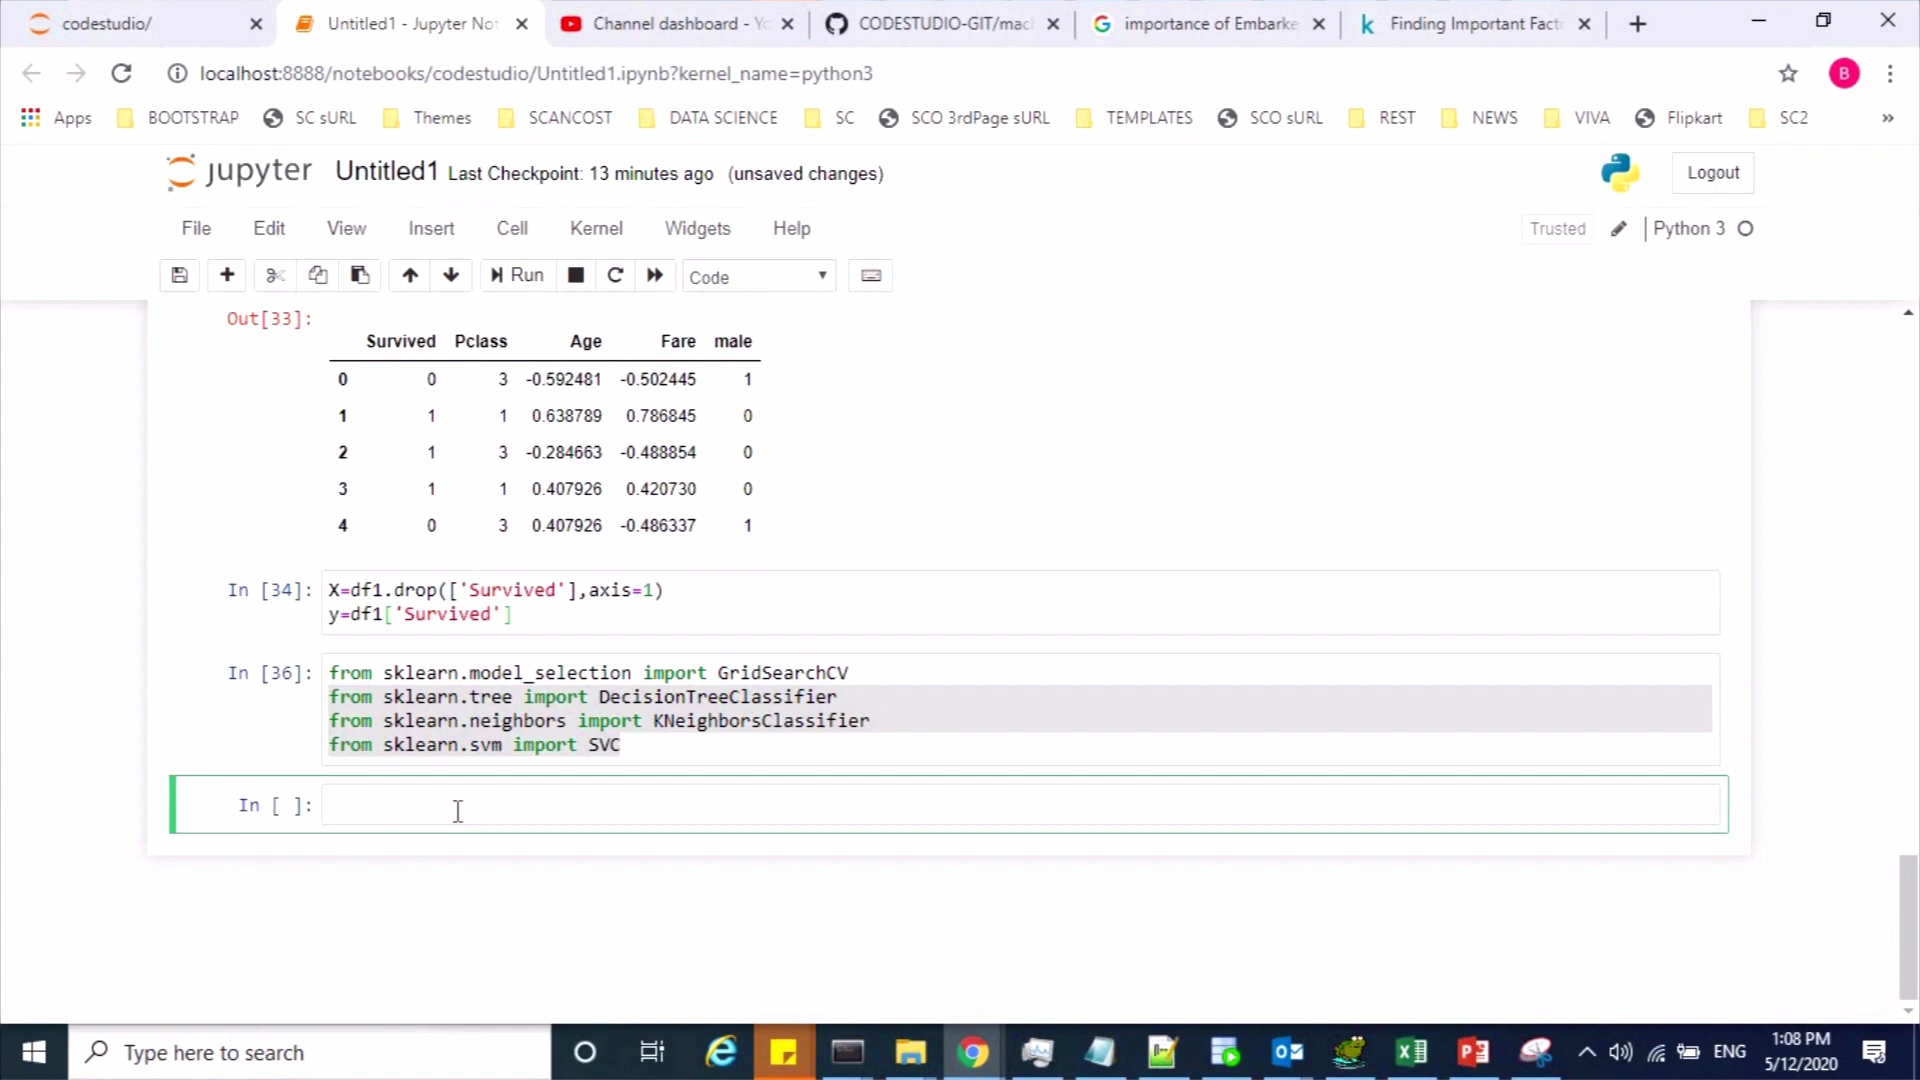 codestudio/
Untitled1 - Jupyter Not
Channel dashboard - Yo
CODESTUDIO-GIT/mach
importance of Embarke
Finding Important Facto
localhost:8888/notebooks/codestudio/Untitled1.ipynb?kernel_name=python3
B
Apps BOOTSTRAP SC sURL Themes SCANCOST DATA SCIENCE SC SCO 3rdPage sURL TEMPLATES SCO sURL REST NEWS VIVA Flipkart SC2 »
jupyter Untitled1 Last Checkpoint: 13 minutes ago (unsaved changes)
Logout
File Edit View Insert Cell Kernel Widgets Help
Trusted Python 3
Run Code
Out[33]:
Survived Pclass Age Fare male
0 0 3 -0.592481 -0.502445 1
1 1 1 0.638789 0.786845 0
2 1 3 -0.284663 -0.488854 0
3 1 1 0.407926 0.420730 0
4 0 3 0.407926 -0.486337 1
In [34]: X=df1.drop(['Survived'],axis=1)
y=df1['Survived']
In [36]: from sklearn.model_selection import GridSearchCV
from sklearn.tree import DecisionTreeClassifier
from sklearn.neighbors import KNeighborsClassifier
from sklearn.svm import SVC
In [ ]:
Type here to search
ENG
1:08 PM
5/12/2020